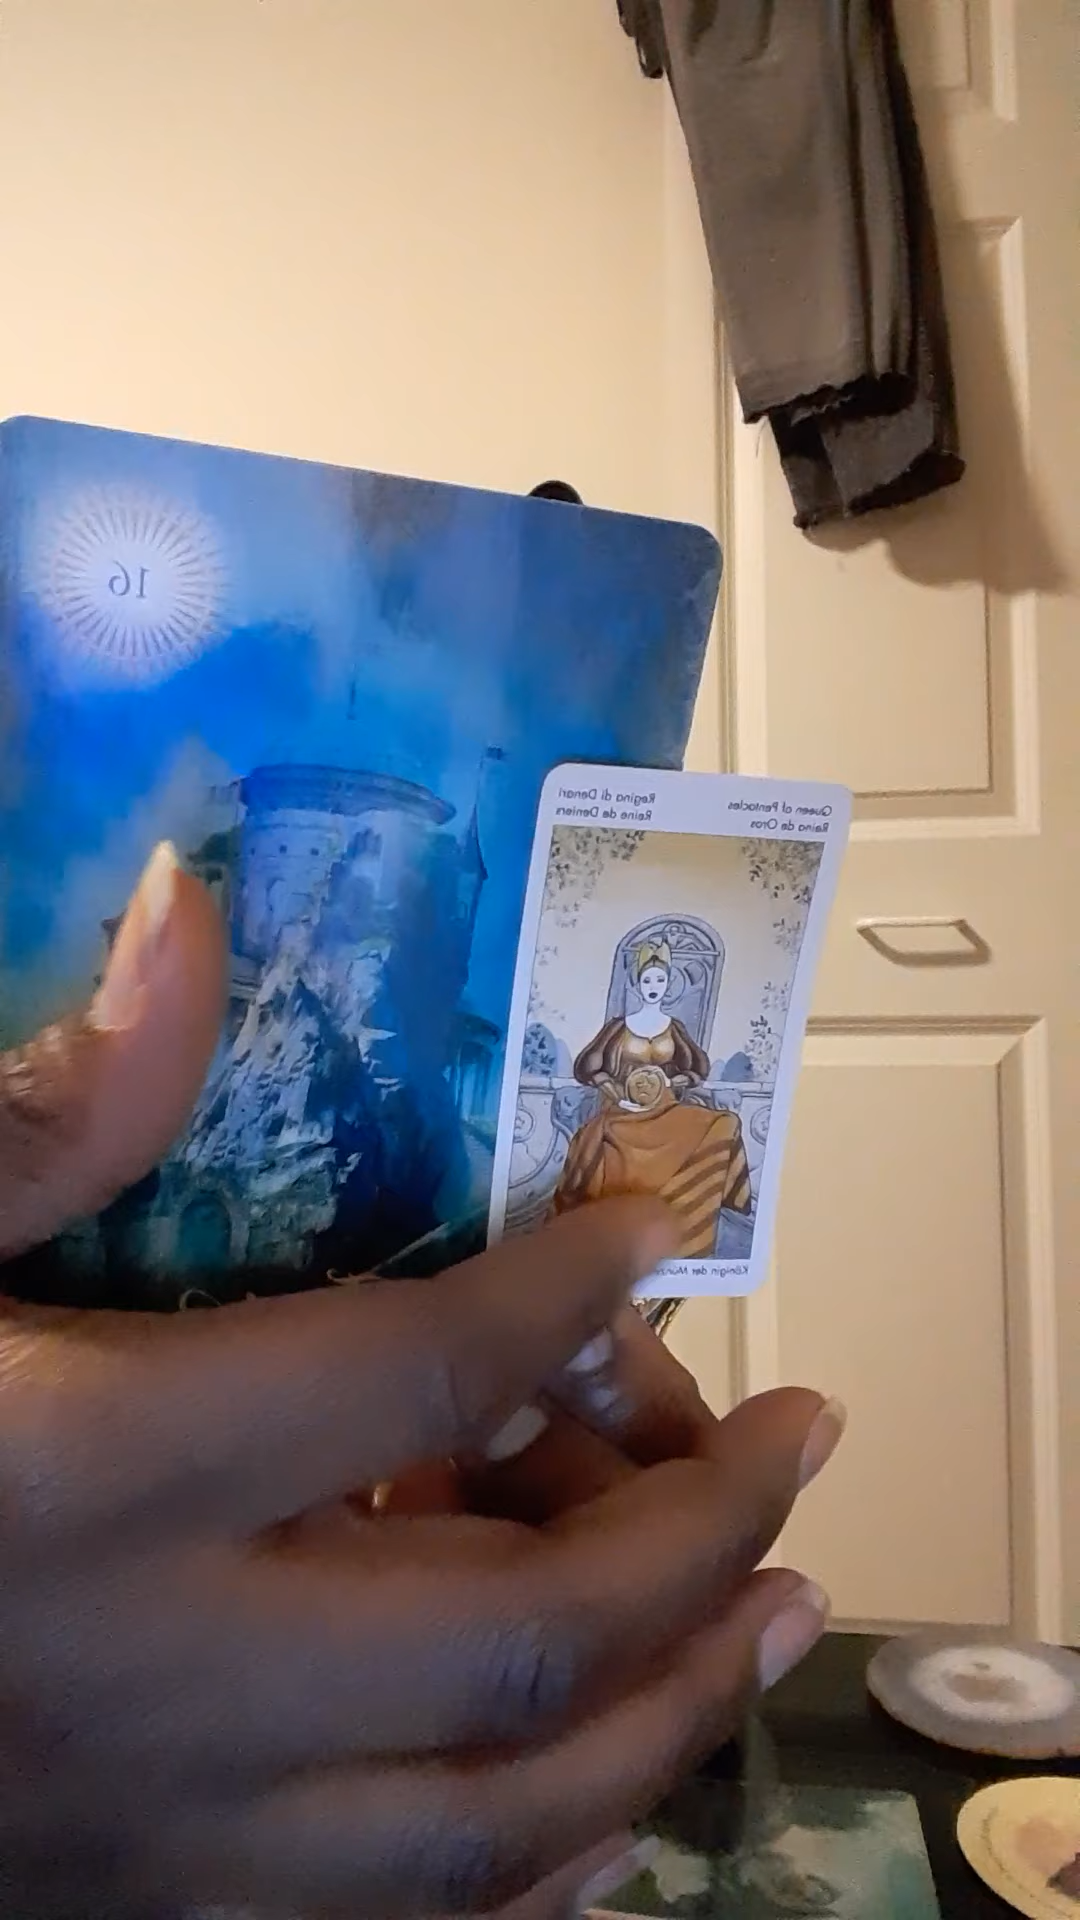 16
Queen of Pentacles
Reina de Oros
Regina di Denari
Reine de Deniers
Königin der